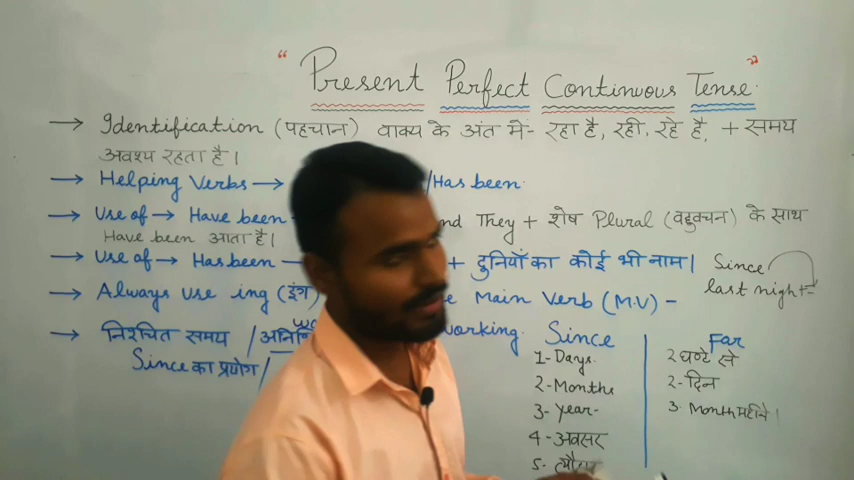 " Present Perfect Continuous Tense. "
→ Identification (पहचान) वाक्य के अंत में- रहा है, रही, रहे है, + समय
अवश्य रहता है।
→ Helping Verbs → /Has been.
→ Use of → Have been nd They + शेष Plural (वहुवचन) के साथ
Have been आता है।
→ Use of → Has been → + दुनियाँ का कोई भी नाम।
Since
last night-
→ Always use ing (इंग) Main Verb (M.V) -
→ निश्चित समय / working.
Since का प्रयोग /
Since
1- Days.
2- Months
3- Year-
4- अवसर
5-
For
2 घण्टे से
2- दिन
3. Month महीने।